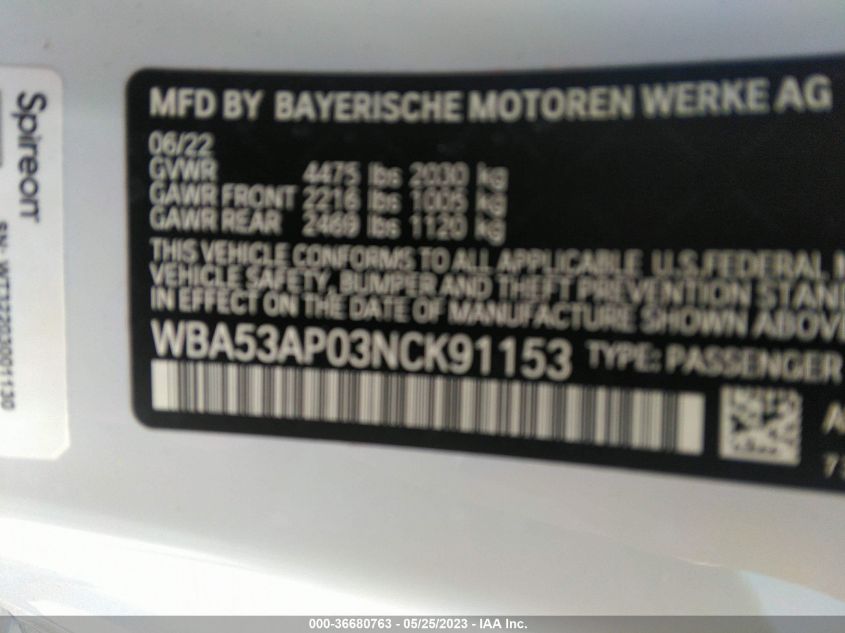 Spireon
SN: WT322030011130
MFD BY BAYERISCHE MOTOREN WERKE AG
06/22
GVWR 4475 lbs 2030 kg
GAWR FRONT 2216 lbs 1005 kg
GAWR REAR 2469 lbs 1120 kg
THIS VEHICLE CONFORMS TO ALL APPLICABLE U.S.FEDERAL
VEHICLE SAFETY, BUMPER AND THEFT PREVENTION STAN
IN EFFECT ON THE DATE OF MANUFACTURE SHOWN ABOVE
WBA53AP03NCK91153 TYPE: PASSENGER
000-36680763 - 05/25/2023 - IAA Inc.